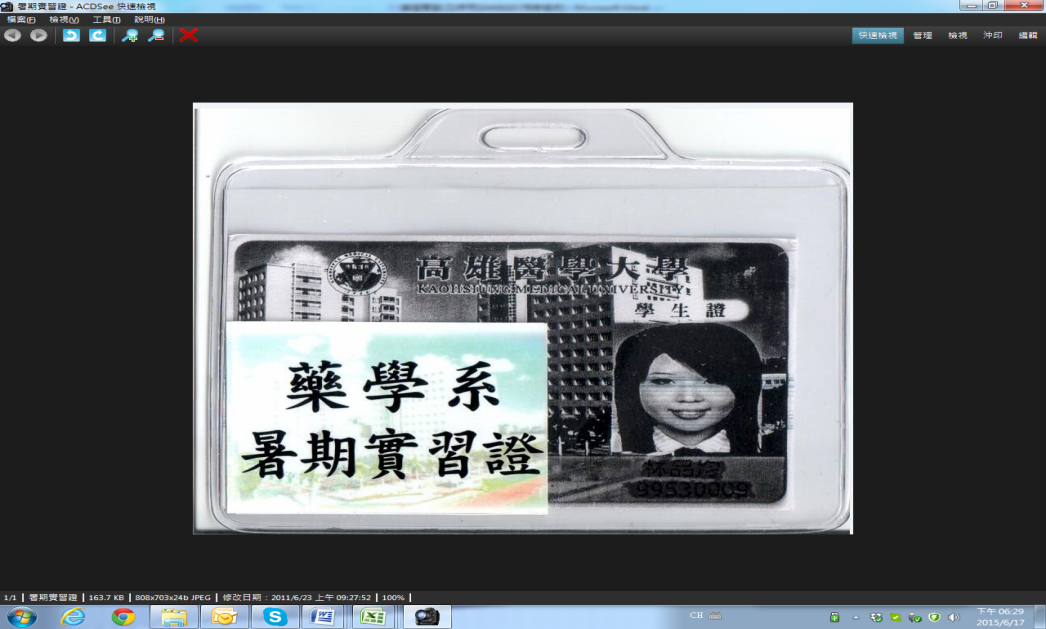 暑期實習證 - ACDSee 快速檢視
檔案(F) 檢視(V) 工具(T) 說明(H)
快速檢視 管理 檢視 沖印 編輯
高雄醫學大學
KAOHSIUNG MEDICAL UNIVERSITY
學生證
藥學系
暑期實習證
99530009
1/1 | 暑期實習證 | 163.7 KB | 808x703x24b JPEG | 修改日期 : 2011/6/23 上午 09:27:52 | 100% |
CH
下午 06:29
2015/6/17